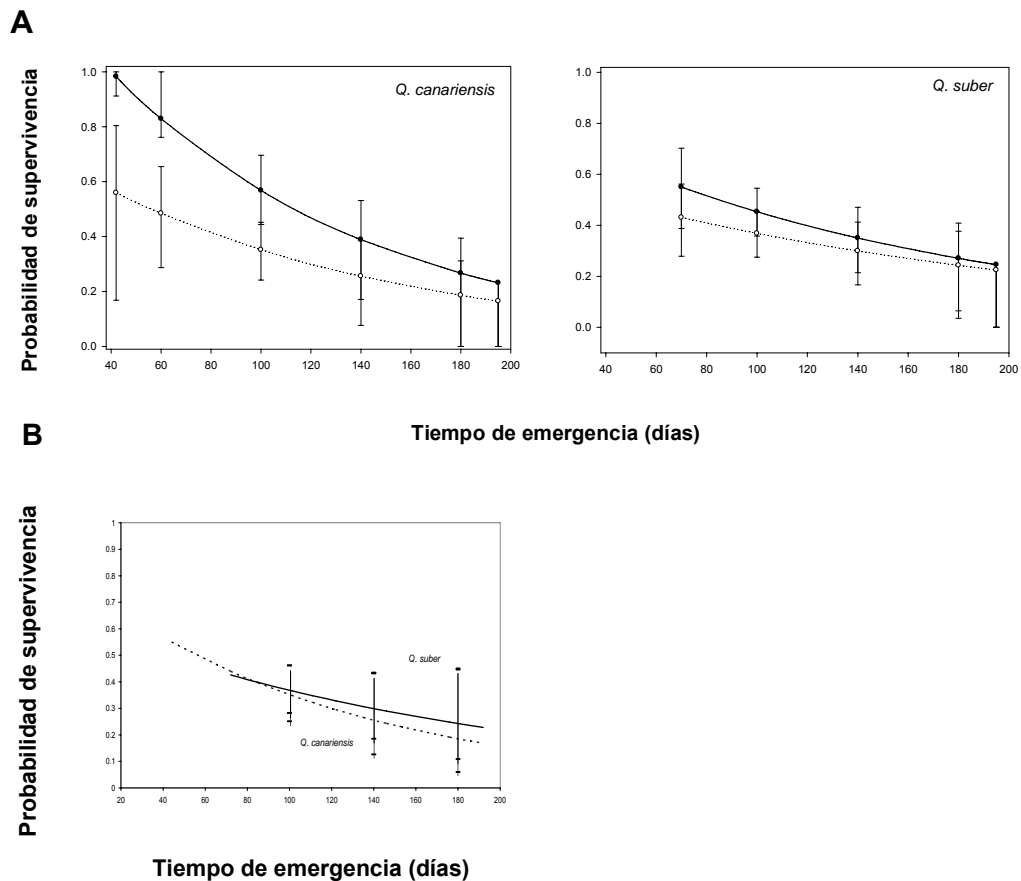 A
Probabilidad de supervivencia
1.0
0.8
0.6
0.4
0.2
0.0
Q. canariensis
40 60 80 100 120 140 160 180 200
1.0
0.8
0.6
0.4
0.2
0.0
Q. suber
40 60 80 100 120 140 160 180 200
Tiempo de emergencia (días)
B
Probabilidad de supervivencia
1
0.9
0.8
0.7
0.6
0.5
0.4
0.3
0.2
0.1
0
Q. suber
Q. canariensis
20 40 60 80 100 120 140 160 180 200
Tiempo de emergencia (días)